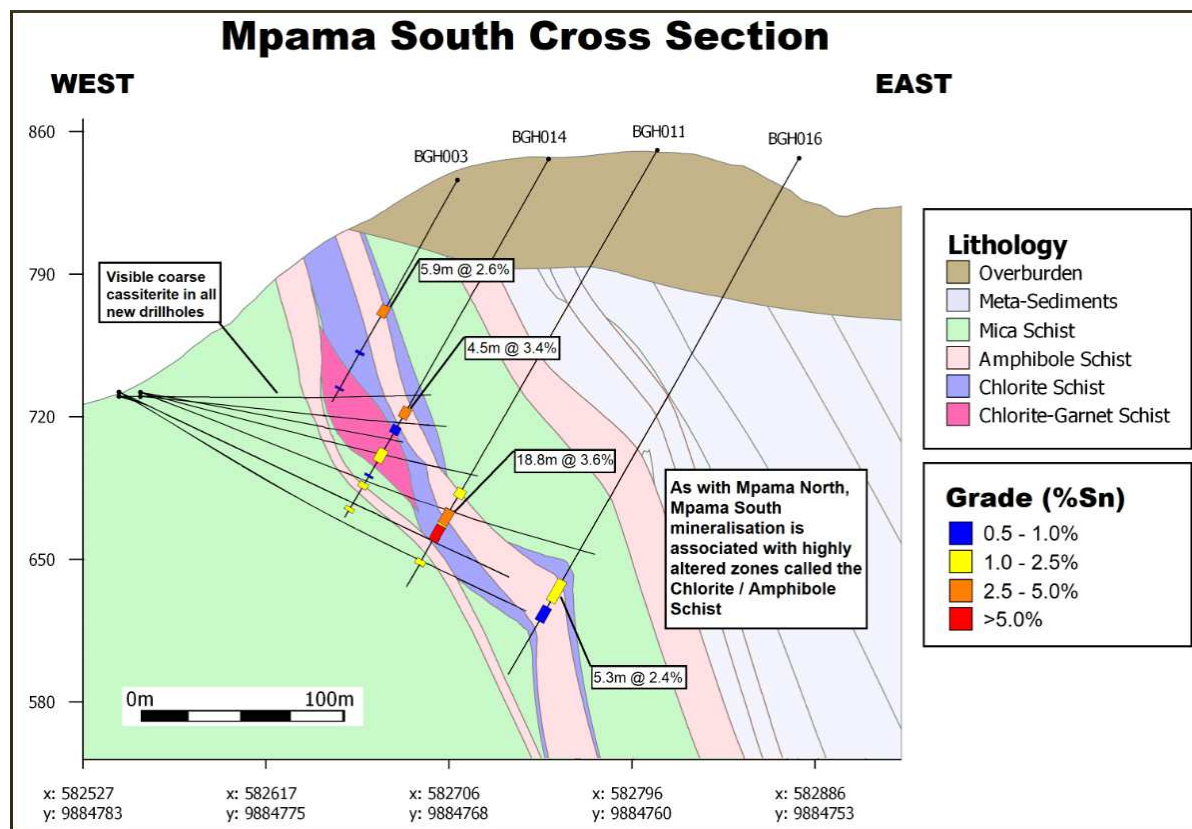 Mpama South Cross Section
WEST
EAST
860
790
720
650
580
BGH003
BGH014
BGH011
BGH016
Visible coarse
cassiterite in all
new drillholes
5.9m @ 2.6%
4.5m @ 3.4%
18.8m @ 3.6%
5.3m @ 2.4%
As with Mpama North,
Mpama South
mineralisation is
associated with highly
altered zones called the
Chlorite / Amphibole
Schist
0m
100m
x: 582527
y: 9884783
x: 582617
y: 9884775
x: 582706
y: 9884768
x: 582796
y: 9884760
x: 582886
y: 9884753
Lithology
Overburden
Meta-Sediments
Mica Schist
Amphibole Schist
Chlorite Schist
Chlorite-Garnet Schist
Grade (%Sn)
0.5 - 1.0%
1.0 - 2.5%
2.5 - 5.0%
>5.0%